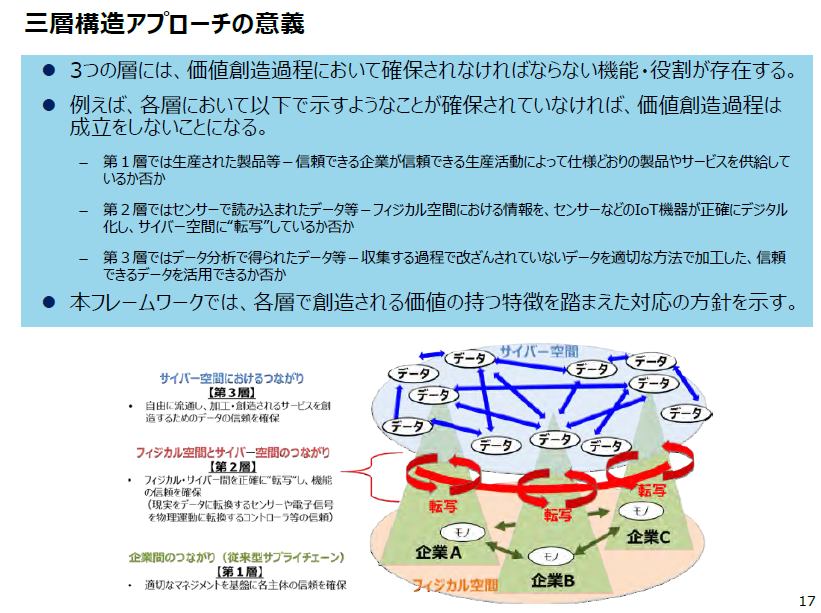 三層構造アプローチの意義
● 3つの層には、価値創造過程において確保されなければならない機能・役割が存在する。
● 例えば、各層において以下で示すようなことが確保されていなければ、価値創造過程は
成立をしないことになる。
– 第1層では生産された製品等－信頼できる企業が信頼できる生産活動によって仕様どおりの製品やサービスを供給して
いるか否か
– 第2層ではセンサーで読み込まれたデータ等－フィジカル空間における情報を、センサーなどのIoT機器が正確にデジタル
化し、サイバー空間に“転写”しているか否か
– 第3層ではデータ分析で得られたデータ等－収集する過程で改ざんされていないデータを適切な方法で加工した、信頼
できるデータを活用できるか否か
● 本フレームワークでは、各層で創造される価値の持つ特徴を踏まえた対応の方針を示す。
サイバー空間におけるつながり
【第3層】
• 自由に流通し、加工・創造されるサービスを創
造するためのデータの信頼を確保
フィジカル空間とサイバー空間のつながり
【第2層】
• フィジカル・サイバー間を正確に“転写”し、機能
の信頼を確保
（現実をデータに転換するセンサーや電子信号
を物理運動に転換するコントローラ等の信頼）
企業間のつながり（従来型サプライチェーン）
【第1層】
• 適切なマネジメントを基盤に各主体の信頼を確保
サイバー空間
データ
データ
データ
データ
データ
データ
データ
データ
データ
データ
データ
転写
転写
転写
モノ
モノ
モノ
企業A
企業B
企業C
フィジカル空間
17